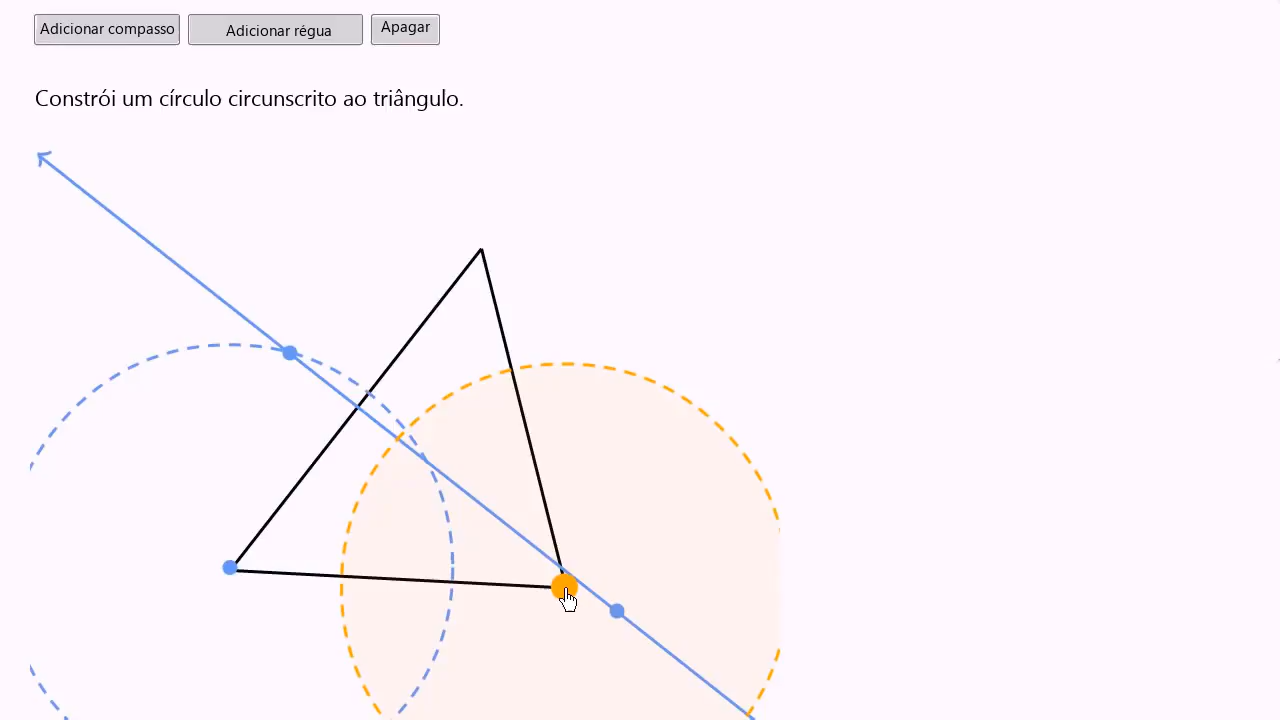 Adicionar compasso Adicionar régua Apagar
Constrói um círculo circunscrito ao triângulo.